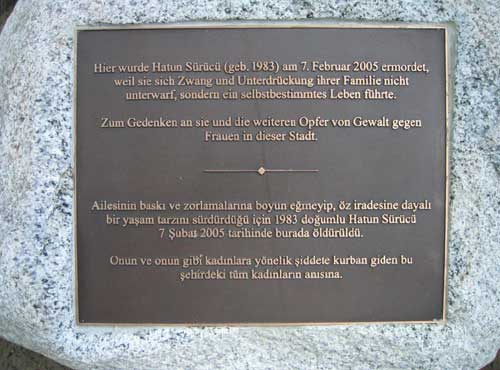 Hier wurde Hatun Sürücü (geb. 1983) am 7. Februar 2005 ermordet,
weil sie sich Zwang und Unterdrückung ihrer Familie nicht
unterwarf, sondern ein selbstbestimmtes Leben führte.
Zum Gedenken an sie und die weiteren Opfer von Gewalt gegen
Frauen in dieser Stadt.
Ailesinin baskı ve zorlamalarına boyun eğmeyip, öz iradesine dayalı
bir yaşam tarzını sürdürdüğü için 1983 doğumlu Hatun Sürücü
7 Şubat 2005 tarihinde burada öldürüldü.
Onun ve onun gibi kadınlara yönelik şiddete kurban giden bu
şehirdeki tüm kadınların anısına.